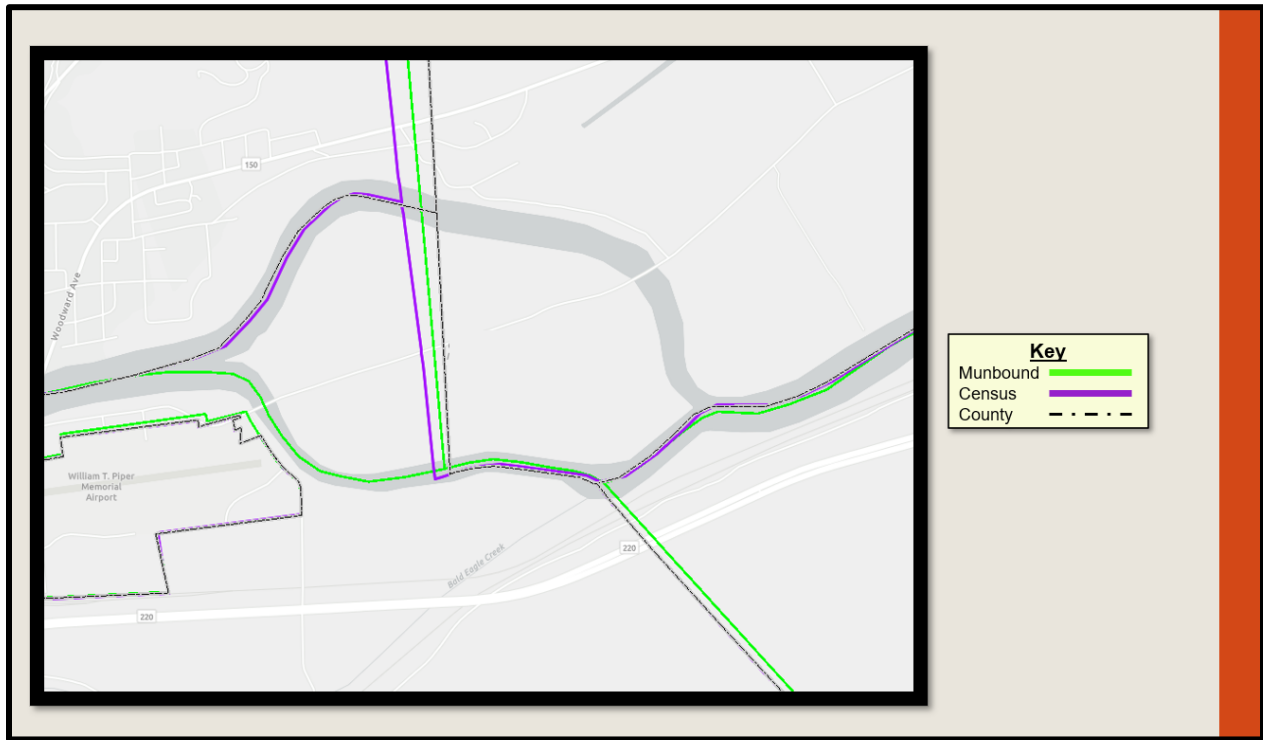 150
Woodward Ave
William T. Piper
Memorial
Airport
Bald Eagle Creek
220
220
Key
Munbound
Census
County